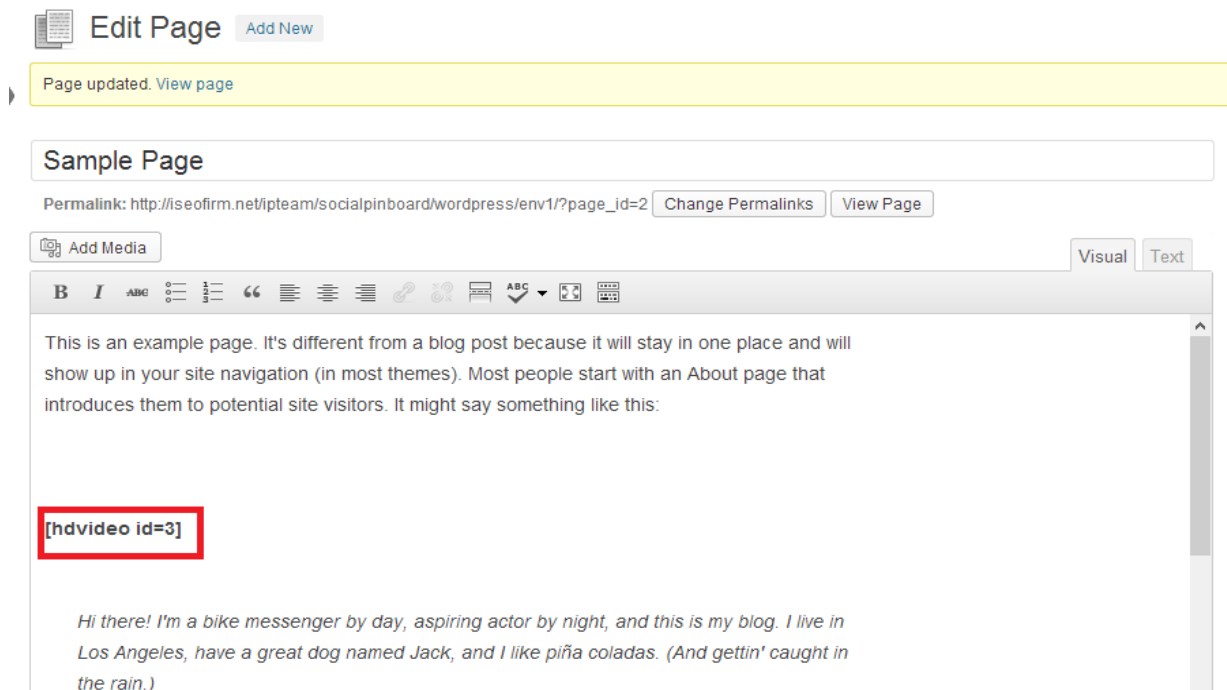 Edit Page Add New
Page updated. View page
Sample Page
Permalink: http://iseofirm.net/ipteam/socialpinboard/wordpress/env1/?page_id=2 Change Permalinks View Page
Add Media
Visual Text
B I ABC 1 2 3 “ ABC
This is an example page. It's different from a blog post because it will stay in one place and will
show up in your site navigation (in most themes). Most people start with an About page that
introduces them to potential site visitors. It might say something like this:
[hdvideo id=3]
Hi there! I'm a bike messenger by day, aspiring actor by night, and this is my blog. I live in
Los Angeles, have a great dog named Jack, and I like piña coladas. (And gettin' caught in
the rain.)